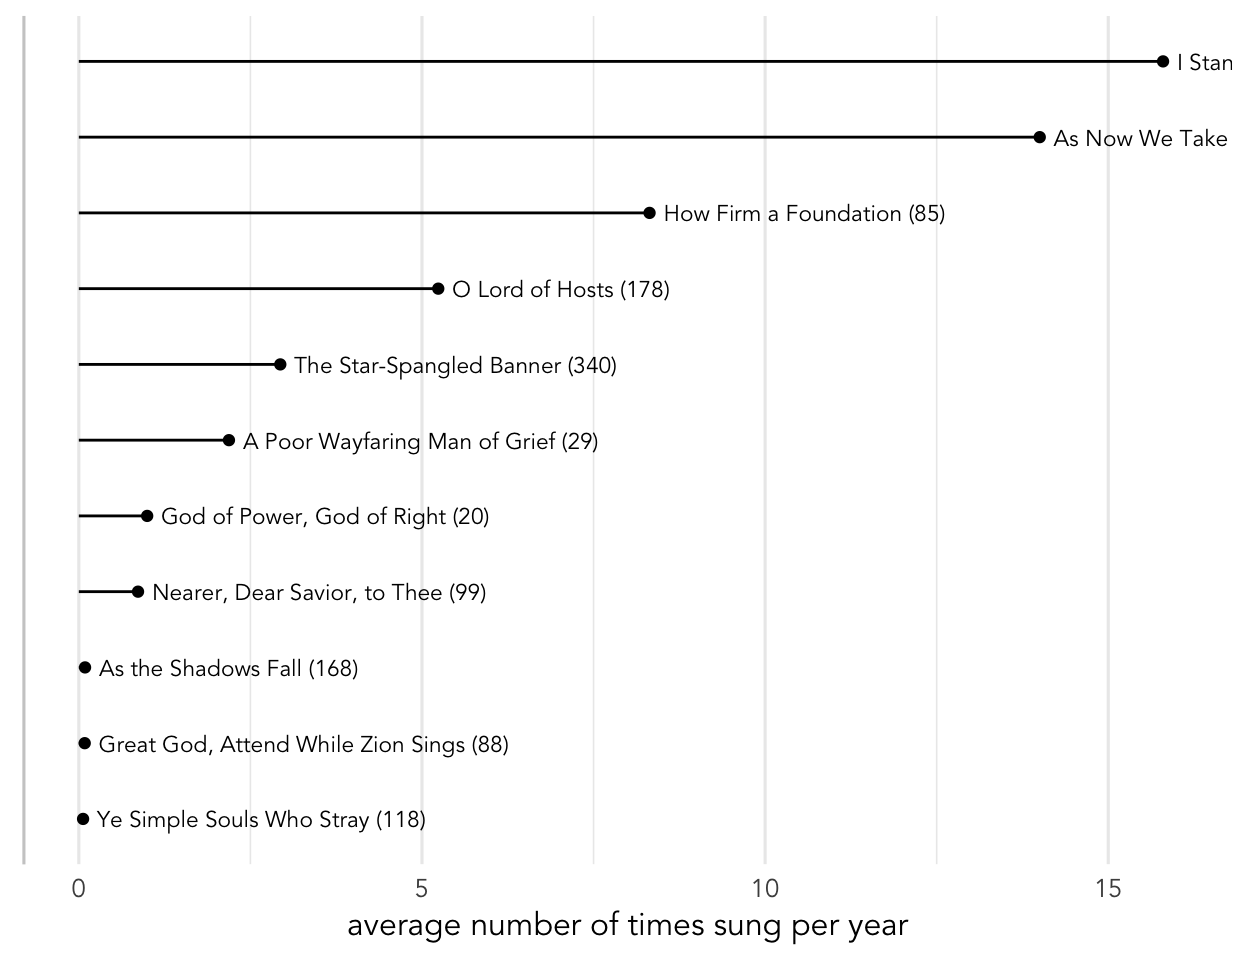 I Stan
As Now We Take
How Firm a Foundation (85)
O Lord of Hosts (178)
The Star-Spangled Banner (340)
A Poor Wayfaring Man of Grief (29)
God of Power, God of Right (20)
Nearer, Dear Savior, to Thee (99)
As the Shadows Fall (168)
Great God, Attend While Zion Sings (88)
Ye Simple Souls Who Stray (118)
0 5 10 15
average number of times sung per year